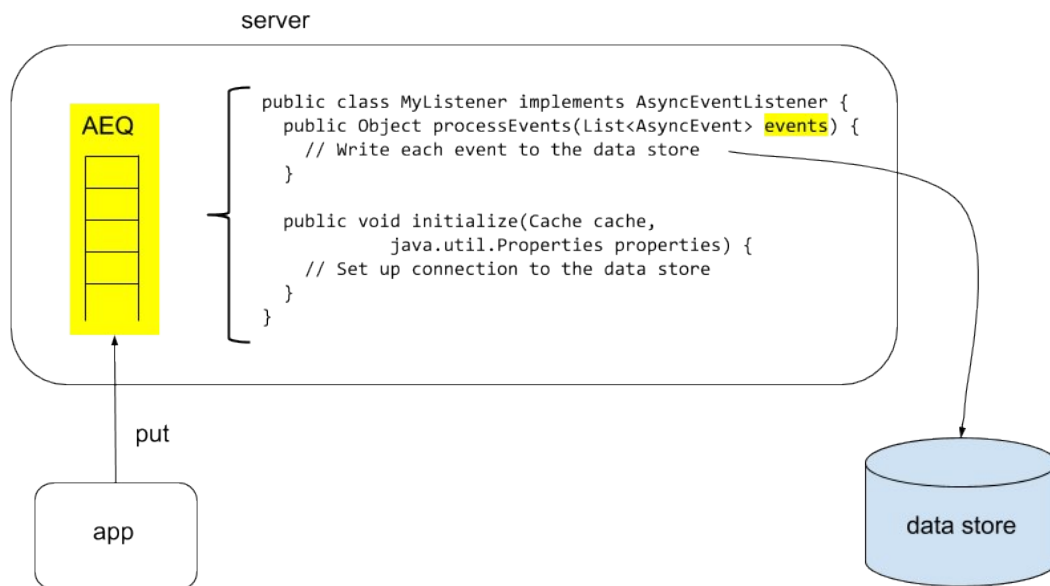 server
AEQ
public class MyListener implements AsyncEventListener {
public Object processEvents(List<AsyncEvent> events) {
// Write each event to the data store
}
public void initialize(Cache cache,
java.util.Properties properties) {
// Set up connection to the data store
}
}
put
app
data store